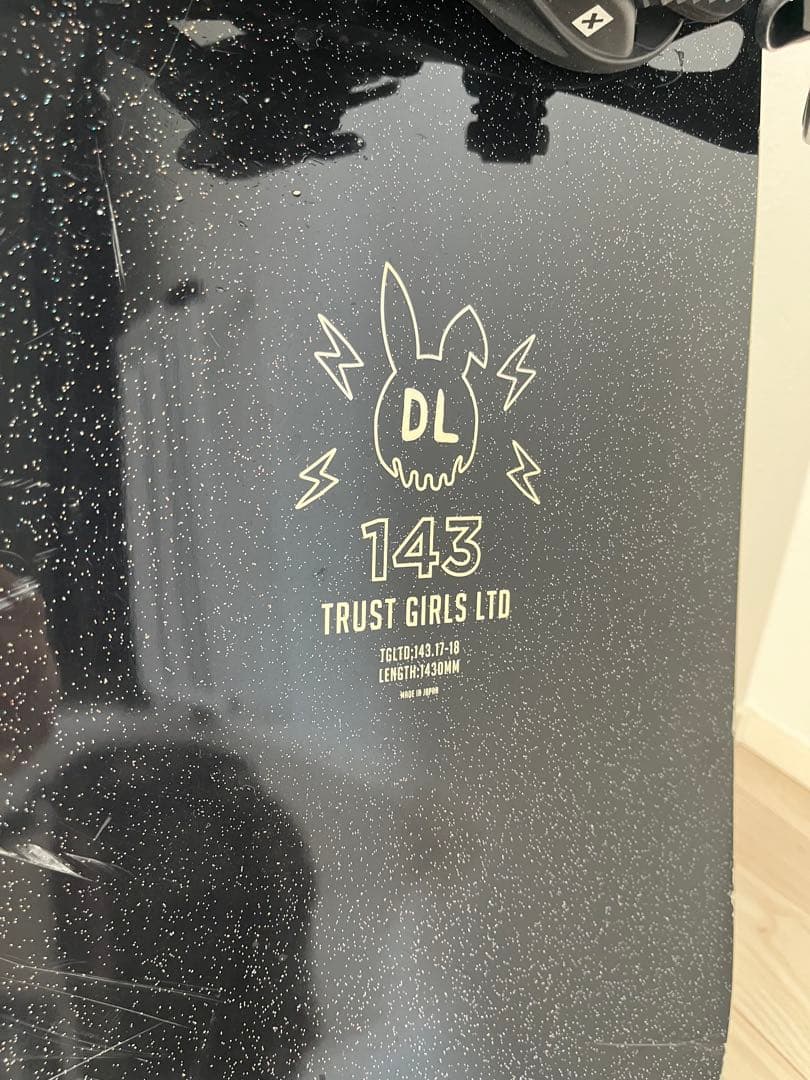 DL
143
TRUST GIRLS LTD
TGLTD;143.17-18
LENGTH:1430MM
MADE IN JAPAN